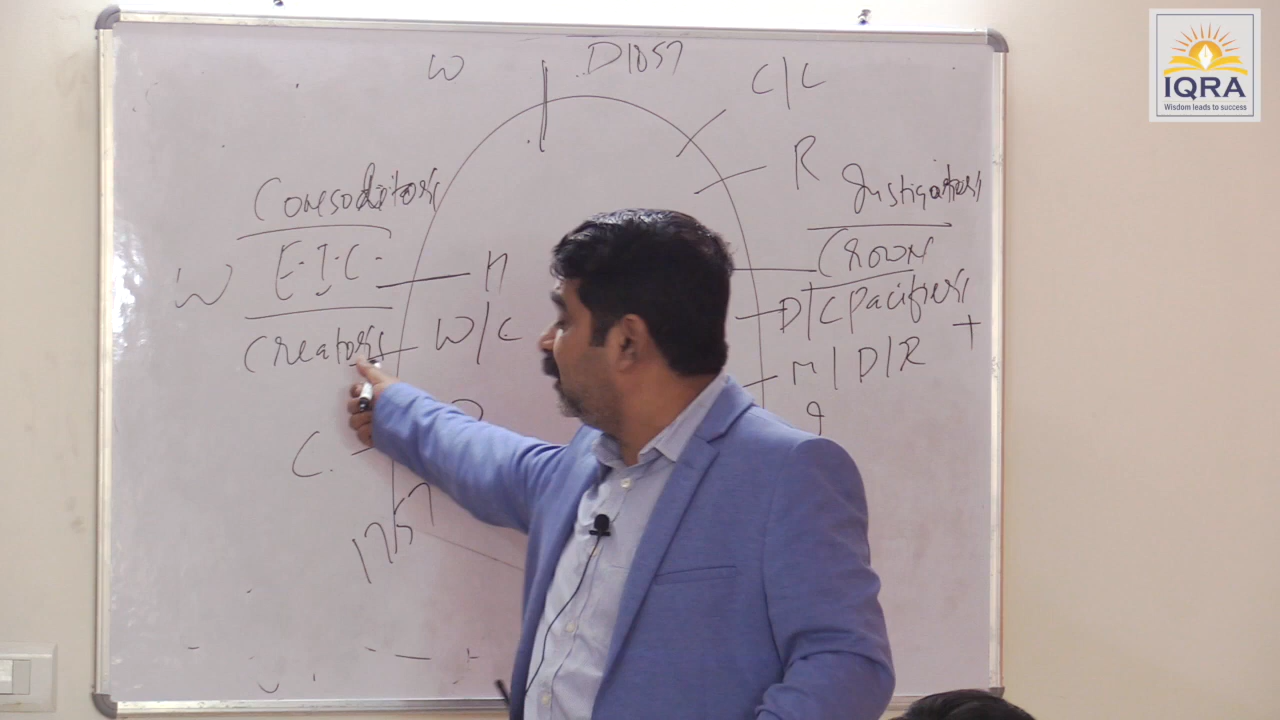 W
D1857
C/C
R
Consoditors
Instigators
E.I.C.
H
W
Crown
Creators
W/C
D/C Pacifiers
+
M/D/R
C.
1757
IQRA
Wisdom leads to success